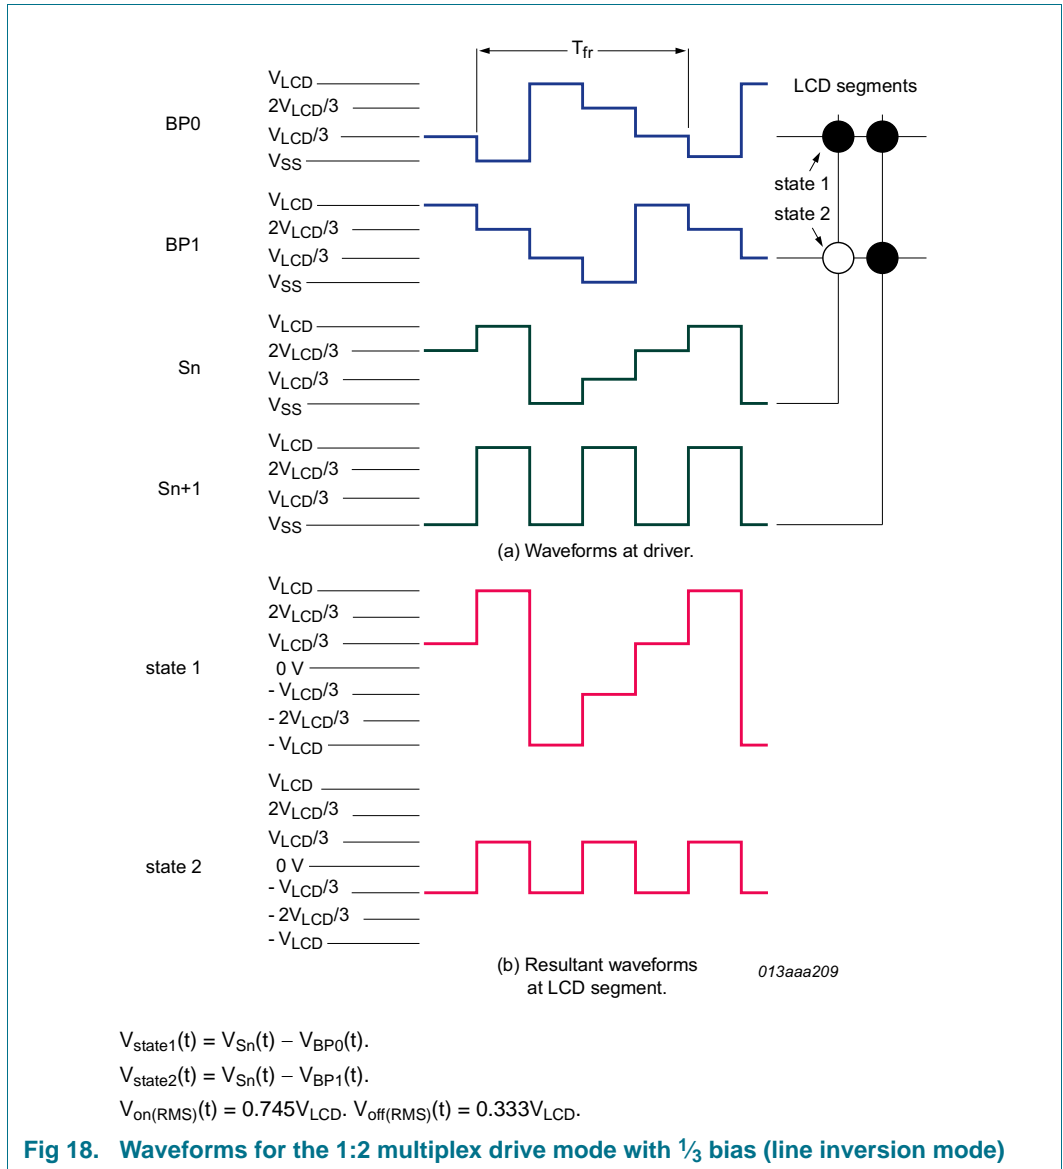 T_fr
V_LCD
2V_LCD/3
BP0
V_LCD/3
V_SS
LCD segments
state 1
state 2
V_LCD
2V_LCD/3
BP1
V_LCD/3
V_SS
V_LCD
2V_LCD/3
Sn
V_LCD/3
V_SS
V_LCD
2V_LCD/3
Sn+1
V_LCD/3
V_SS
(a) Waveforms at driver.
V_LCD
2V_LCD/3
V_LCD/3
state 1
0 V
- V_LCD/3
- 2V_LCD/3
- V_LCD
V_LCD
2V_LCD/3
V_LCD/3
state 2
0 V
- V_LCD/3
- 2V_LCD/3
- V_LCD
(b) Resultant waveforms
at LCD segment.
013aaa209
V_state1(t) = V_Sn(t) − V_BP0(t).
V_state2(t) = V_Sn(t) − V_BP1(t).
V_on(RMS)(t) = 0.745V_LCD. V_off(RMS)(t) = 0.333V_LCD.
Fig 18. Waveforms for the 1:2 multiplex drive mode with 1⁄3 bias (line inversion mode)